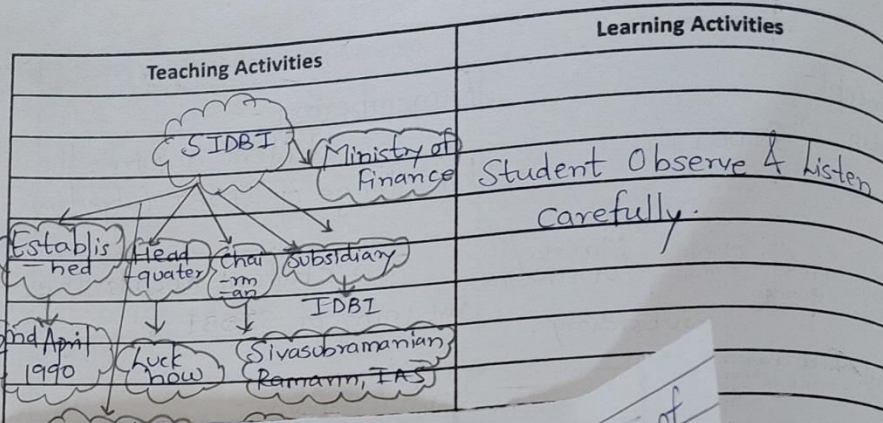 Teaching Activities
Learning Activities
SIDBI
Ministry of
Finance
Student Observe & Listen
Carefully.
Establis
-hed
Head
-quater
Chai
-rm
-an
Subsidiary
IDBI
2nd April
1990
Luck
now
Sivasubramanian
Ramann, IAS
of